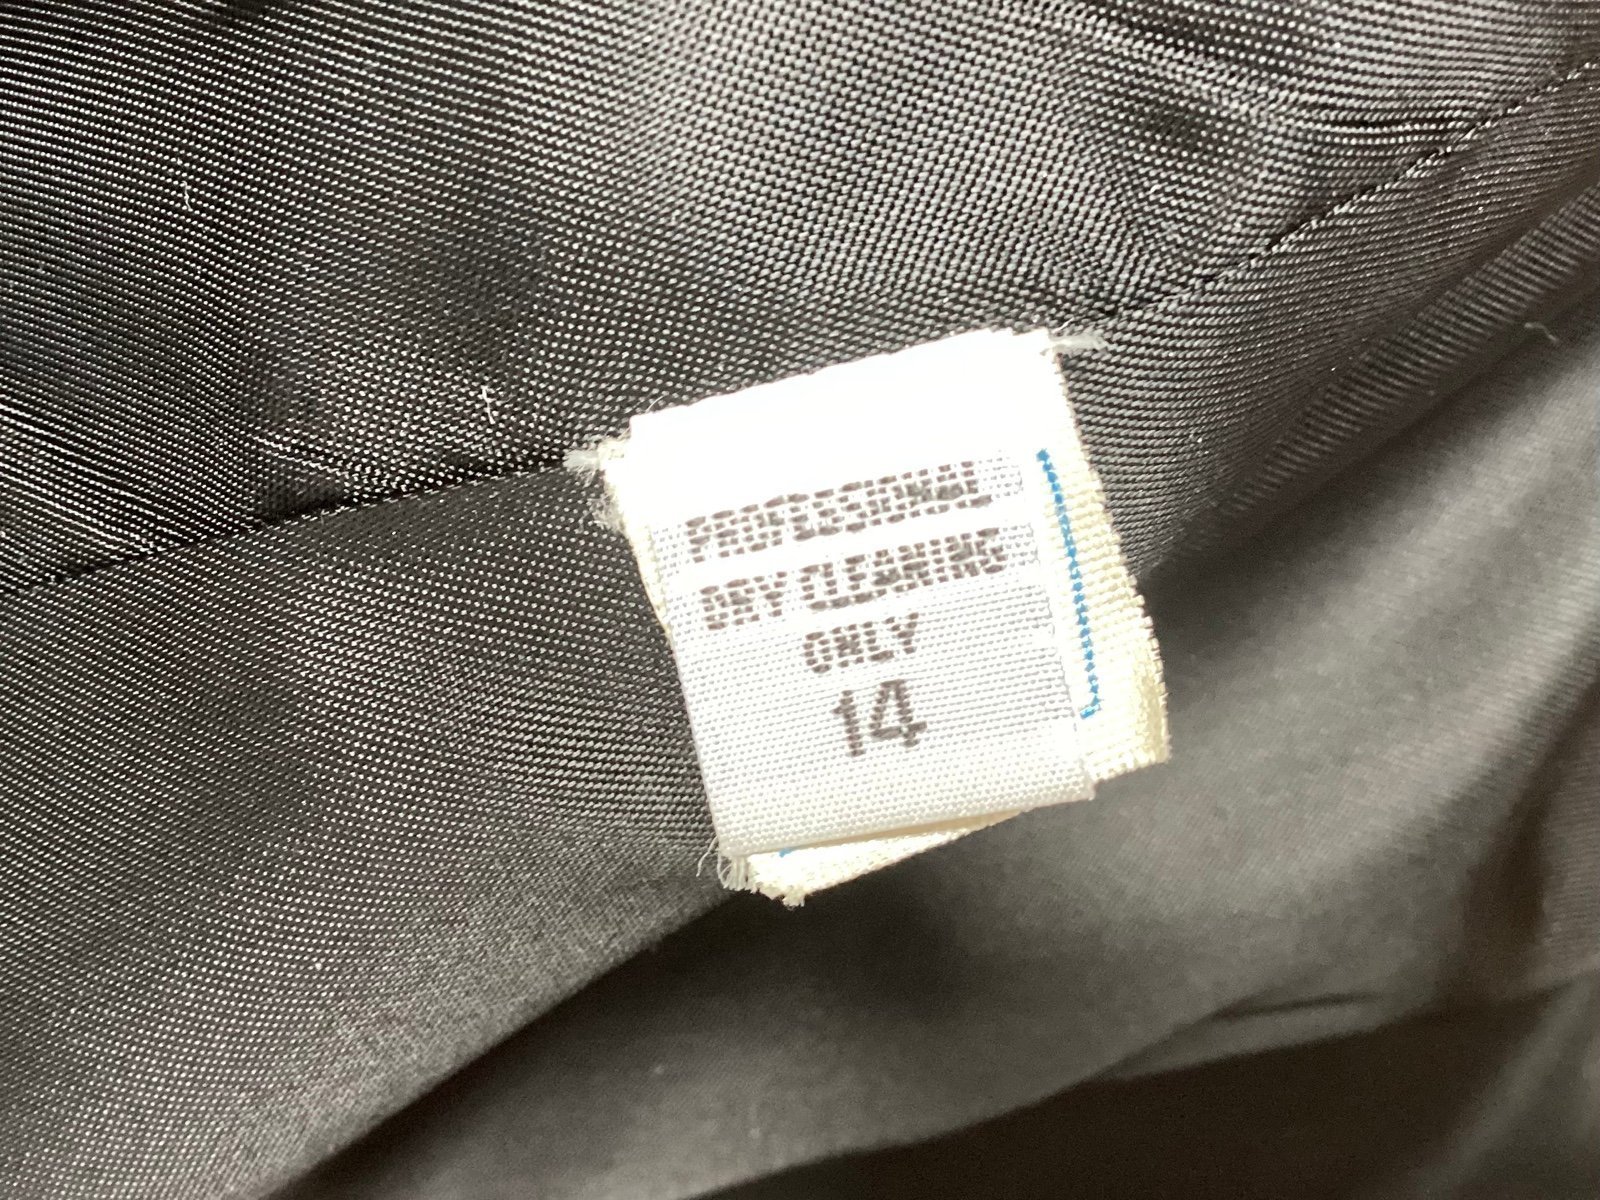 PROFESSIONAL
DRY CLEANING
ONLY
14